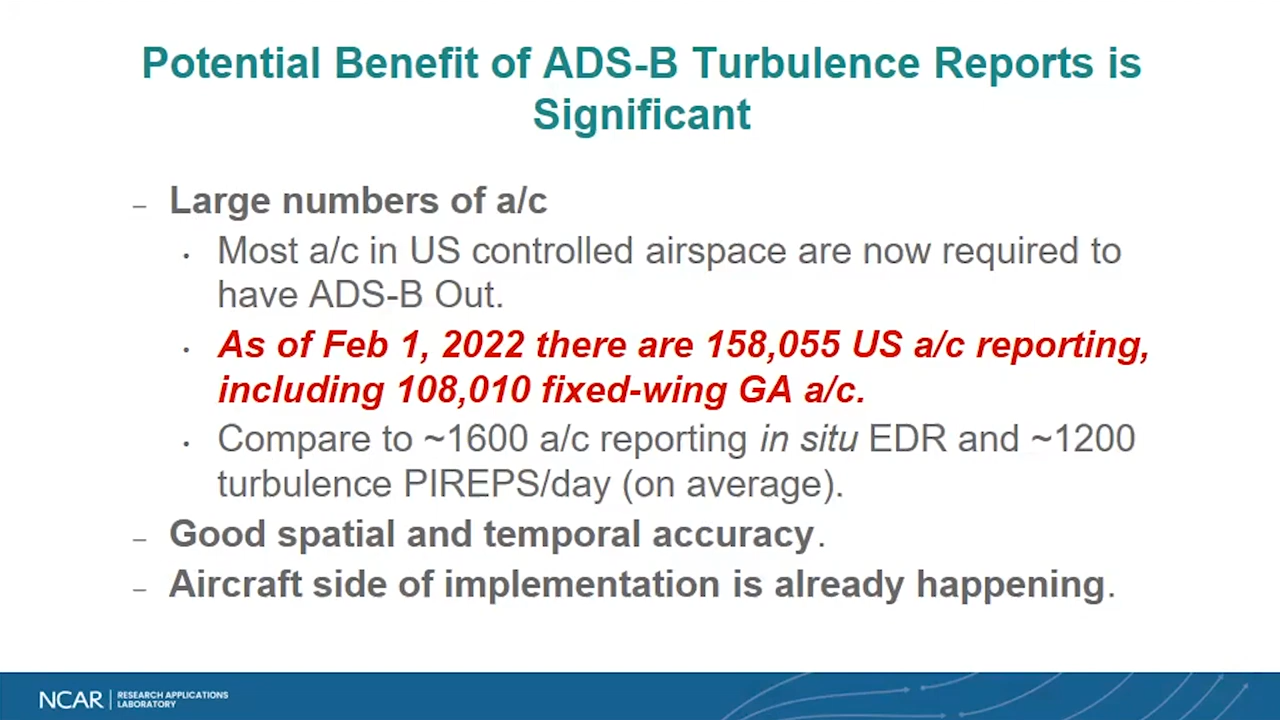 Potential Benefit of ADS-B Turbulence Reports is
Significant
– Large numbers of a/c
• Most a/c in US controlled airspace are now required to
have ADS-B Out.
• As of Feb 1, 2022 there are 158,055 US a/c reporting,
including 108,010 fixed-wing GA a/c.
• Compare to ~1600 a/c reporting in situ EDR and ~1200
turbulence PIREPS/day (on average).
– Good spatial and temporal accuracy.
– Aircraft side of implementation is already happening.
NCAR
RESEARCH APPLICATIONS
LABORATORY